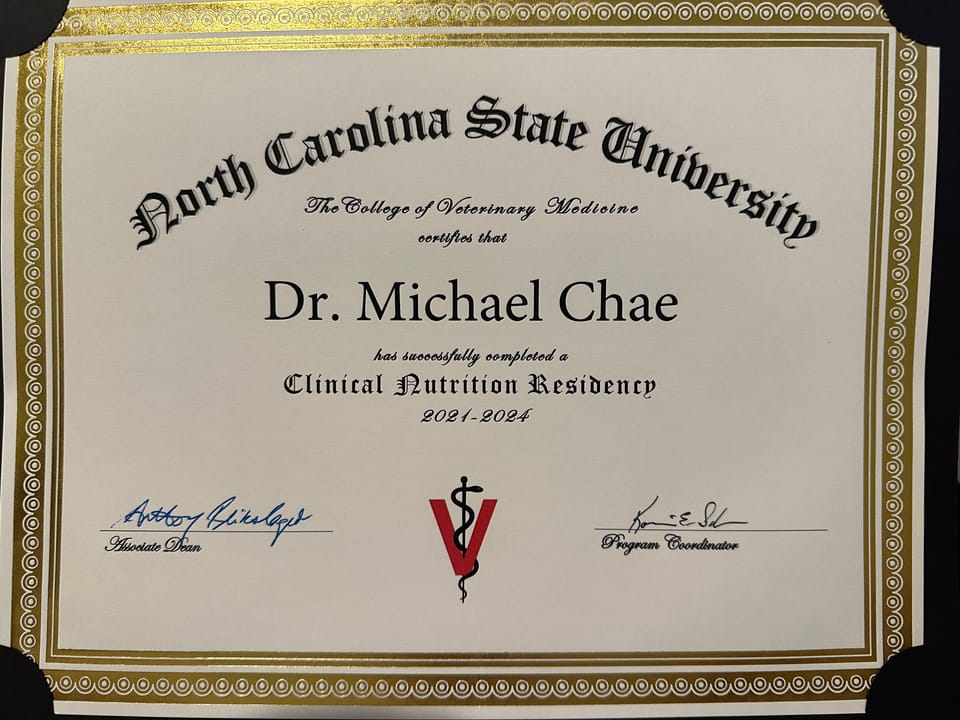 North Carolina State University
The College of Veterinary Medicine
certifies that
Dr. Michael Chae
has successfully completed a
Clinical Nutrition Residency
2021-2024
V
Associate Dean
Program Coordinator